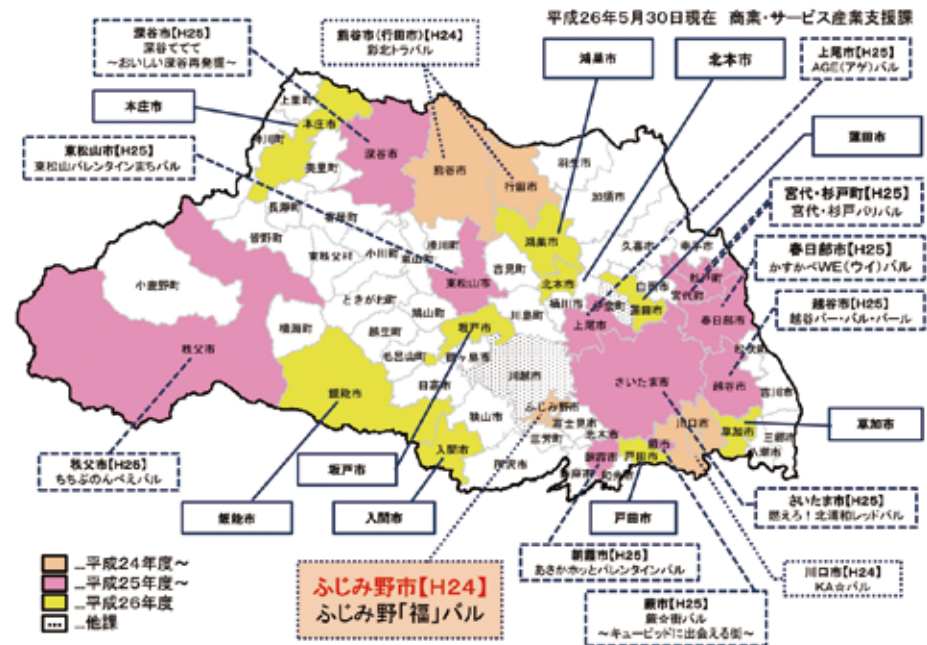 平成26年5月30日現在 商業・サービス産業支援課
深谷市【H25】
深谷ててて
～おいしい深谷再発掘～
熊谷市(行田市)【H24】
彩北トラバル
鴻巣市
北本市
上尾市【H25】
AGE(アゲ)バル
本庄市
東松山市【H25】
東松山バレンタインまちバル
蓮田市
宮代・杉戸町【H25】
宮代・杉戸バリバル
春日部市【H25】
かすかべWE(ウイ)バル
越谷市【H25】
越谷バー・バル・バール
上里町
本庄市
神川町
美里町
深谷市
熊谷市
行田市
羽生市
加須市
長瀞町
寄居町
皆野町
小鹿野町
東秩父村
小川町
嵐山町
滑川町
東松山市
吉見町
鴻巣市
北本市
久喜市
幸手市
白岡市
杉戸町
宮代町
蓮田市
春日部市
桶川市
伊奈町
上尾市
ときがわ町
鳩山町
川島町
坂戸市
越生町
毛呂山町
鶴ヶ島市
横瀬町
秩父市
飯能市
日高市
川越市
さいたま市
松伏町
越谷市
吉川市
ふじみ野市
富士見市
狭山市
三芳町
入間市
所沢市
志木市
朝霞市
新座市
和光市
戸田市
蕨市
川口市
草加市
八潮市
三郷市
草加市
秩父市【H25】
ちちぶのんべえバル
坂戸市
飯能市
入間市
戸田市
さいたま市【H25】
燃えろ！北浦和レッドバル
朝霞市【H25】
あさかホッとバレンタインバル
川口市【H24】
KA☆バル
蕨市【H25】
蕨☆街バル
～キューピッドに出会える街～
ふじみ野市【H24】
ふじみ野「福」バル
…平成24年度～
…平成25年度～
…平成26年度
…他課